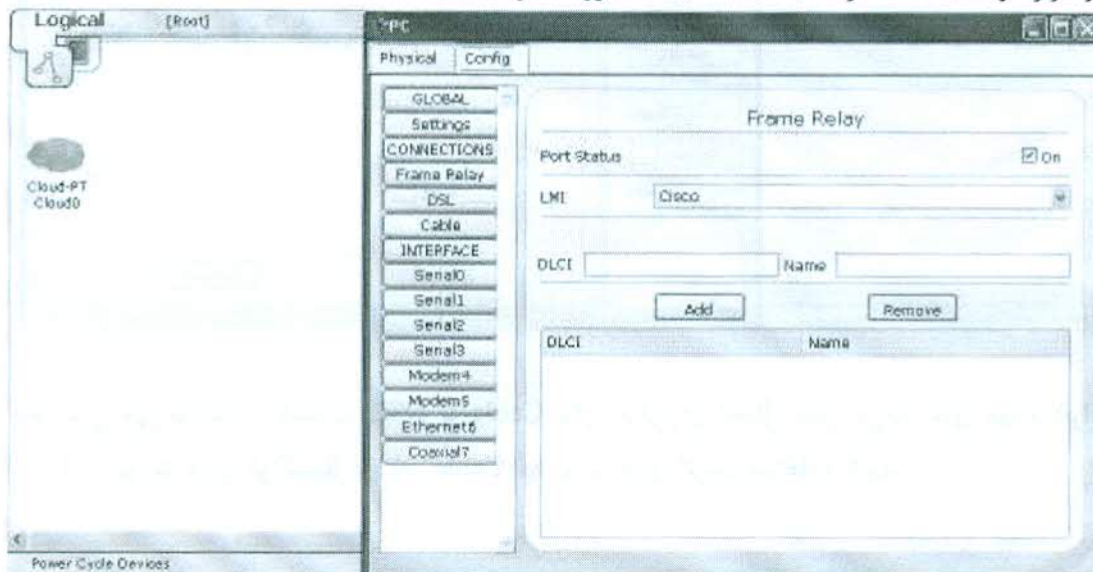 Logical [Root]
PC
Physical Config
GLOBAL
Settings
CONNECTIONS
Frame Relay
DSL
Cable
INTERFACE
Serial0
Serial1
Serial2
Serial3
Modem4
Modem5
Ethernet6
Coaxial7
Frame Relay
Port Status On
LMI Cisco
DLCI Name
Add Remove
DLCI Name
Cloud-PT
Cloud0
Power Cycle Devices